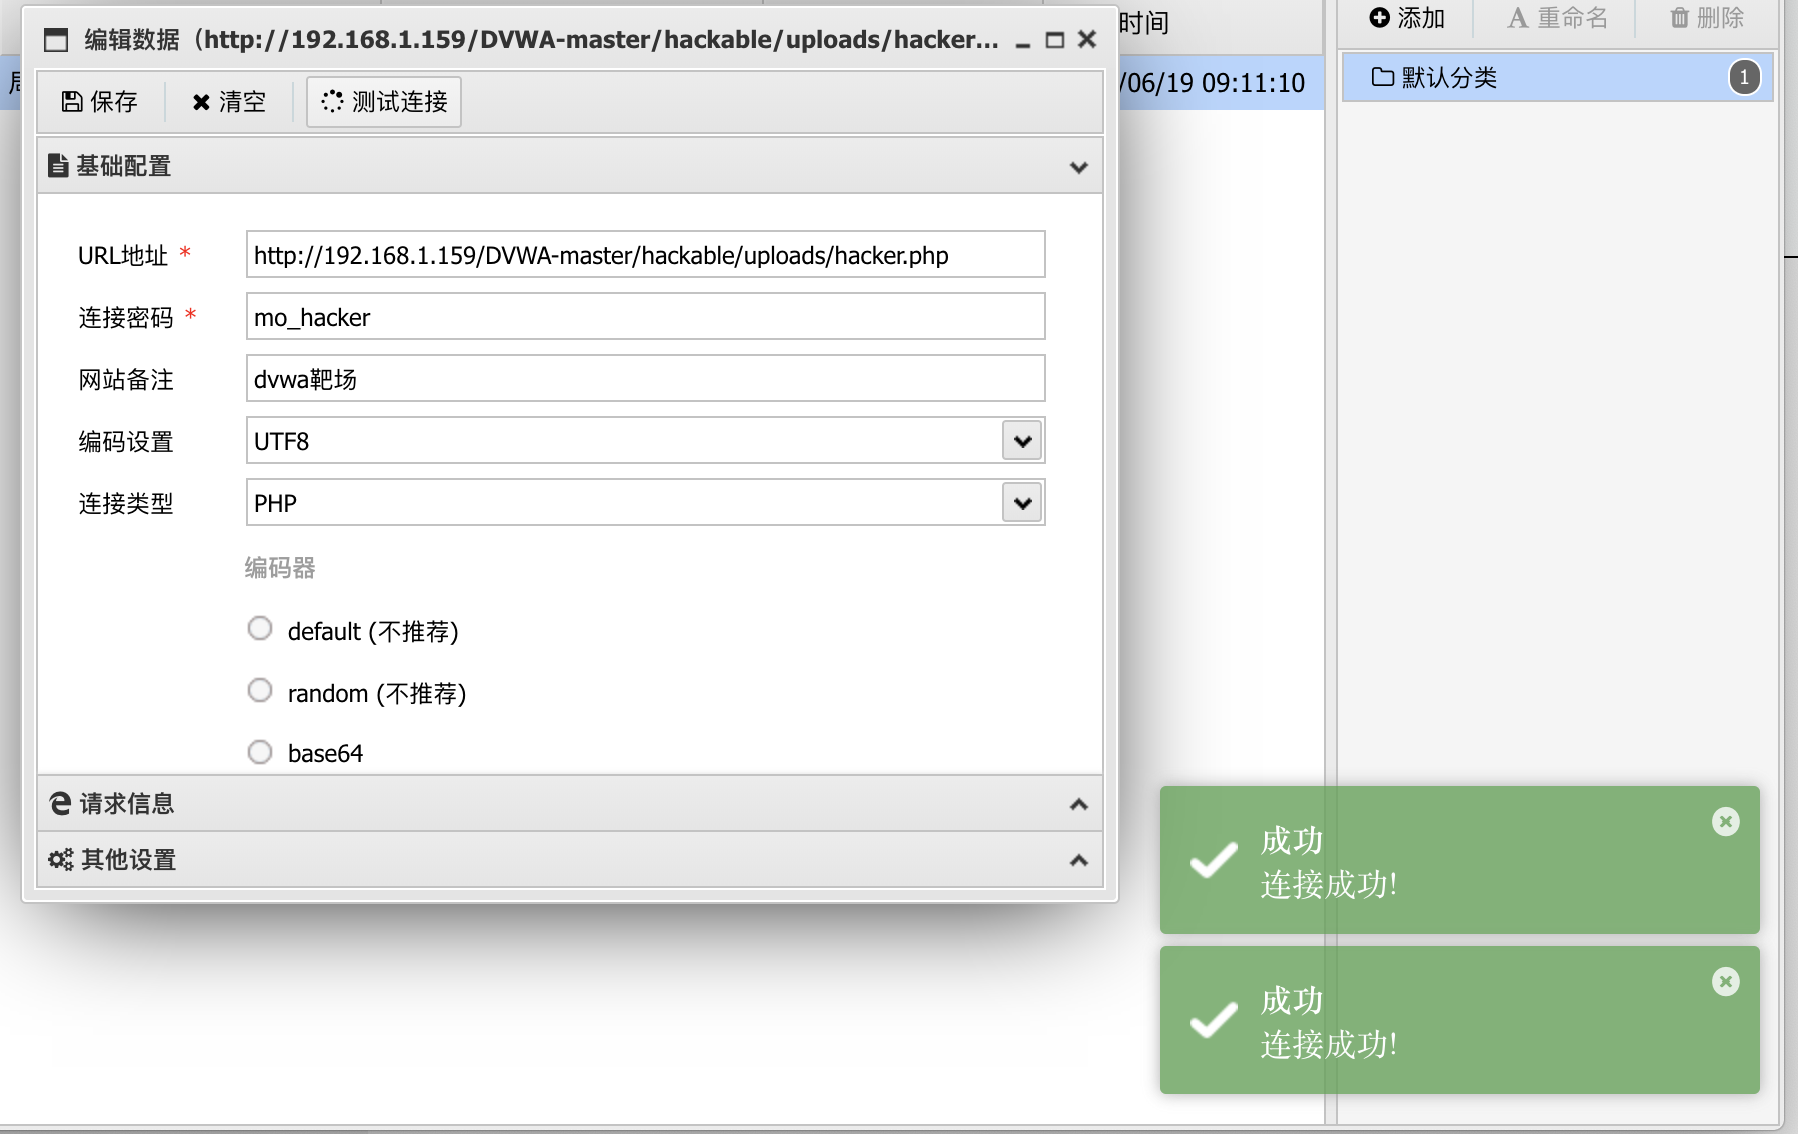 编辑数据（http://192.168.1.159/DVWA-master/hackable/uploads/hacker...
保存
清空
测试连接
基础配置
URL地址 *
http://192.168.1.159/DVWA-master/hackable/uploads/hacker.php
连接密码 *
mo_hacker
网站备注
dvwa靶场
编码设置
UTF8
连接类型
PHP
编码器
default (不推荐)
random (不推荐)
base64
请求信息
其他设置
时间
/06/19 09:11:10
添加
重命名
删除
默认分类
1
成功
连接成功!
成功
连接成功!